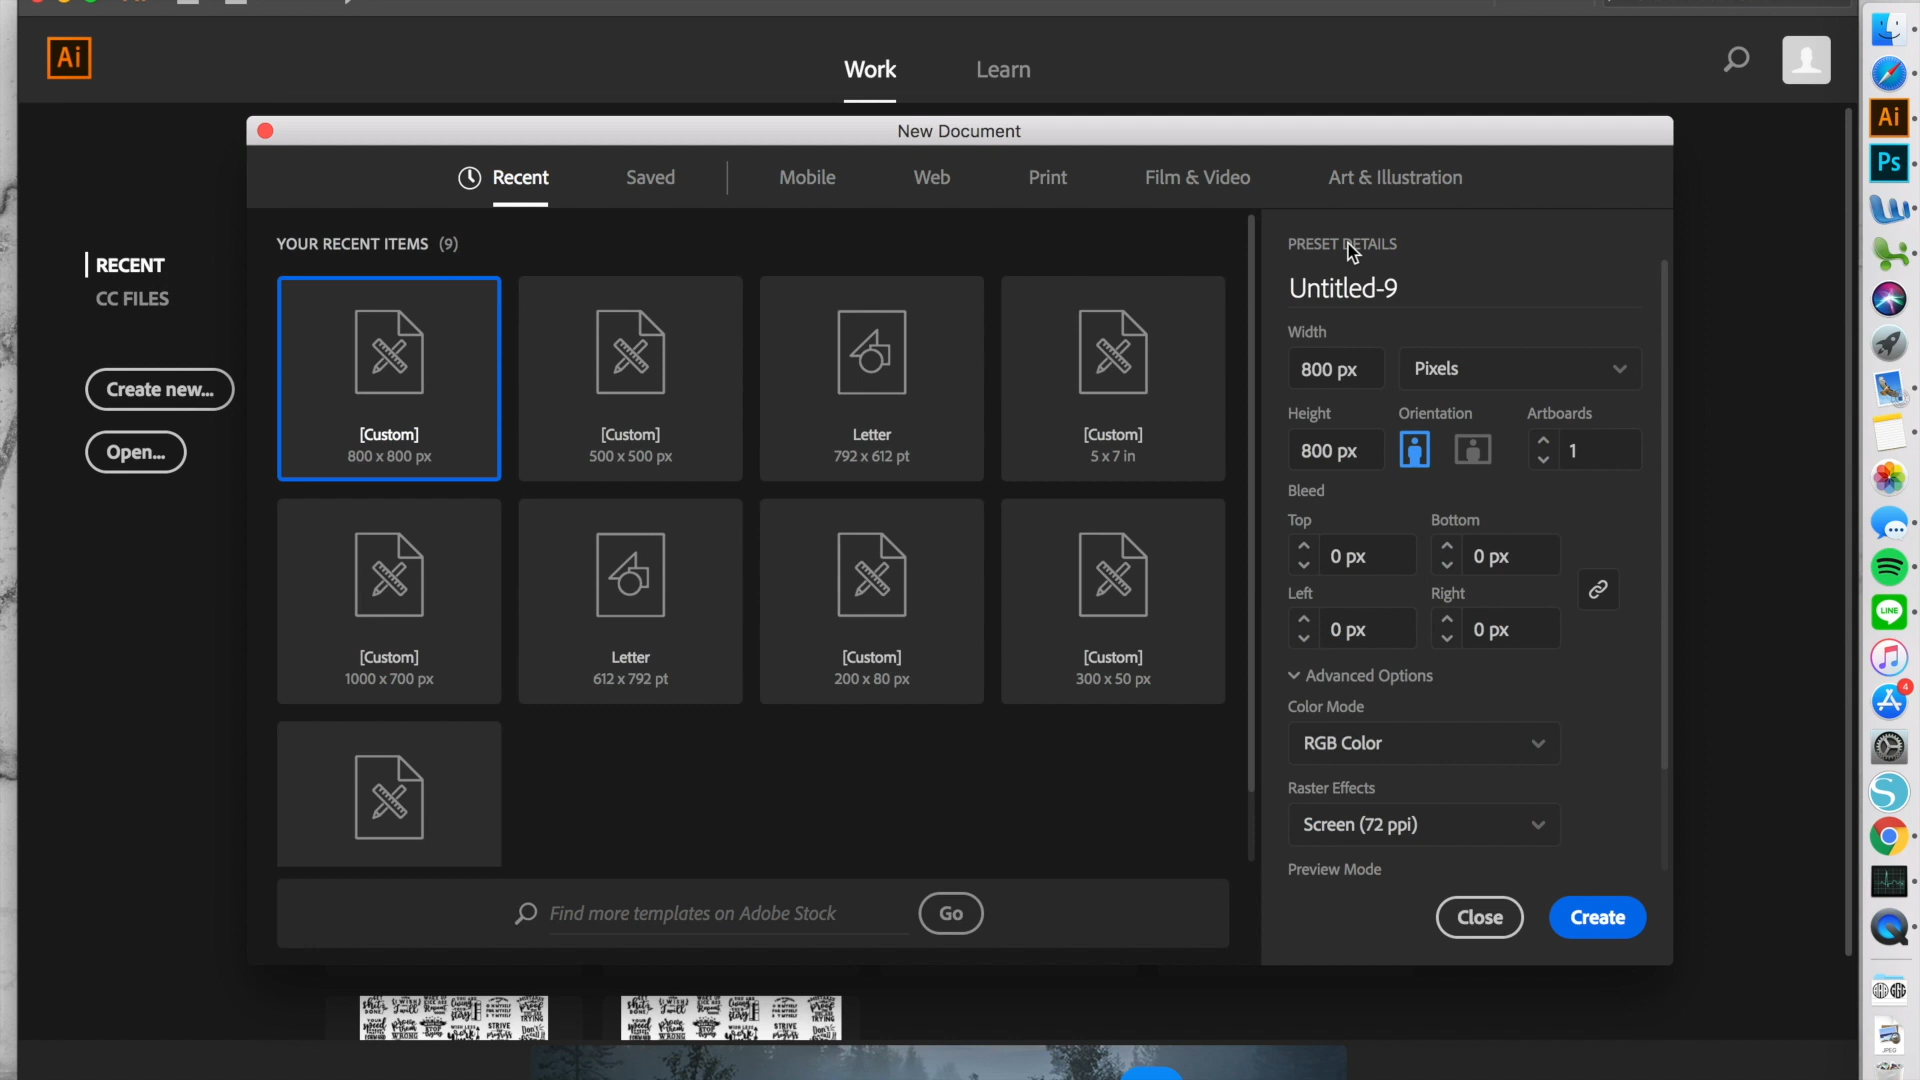 Ai
Work
Learn
New Document
Recent
Saved
Mobile
Web
Print
Film & Video
Art & Illustration
RECENT
CC FILES
Create new...
Open...
YOUR RECENT ITEMS (9)
[Custom]
800 x 800 px
[Custom]
500 x 500 px
Letter
792 x 612 pt
[Custom]
5 x 7 in
[Custom]
1000 x 700 px
Letter
612 x 792 pt
[Custom]
200 x 80 px
[Custom]
300 x 50 px
Find more templates on Adobe Stock
Go
PRESET DETAILS
Untitled-9
Width
800 px
Pixels
Height
Orientation
Artboards
800 px
1
Bleed
Top
Bottom
0 px
0 px
Left
Right
0 px
0 px
Advanced Options
Color Mode
RGB Color
Raster Effects
Screen (72 ppi)
Preview Mode
Close
Create
Ai
Ps
LINE
4
JPEG